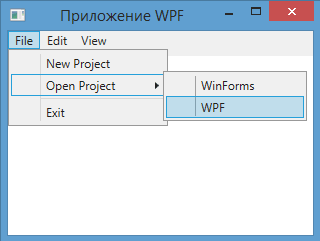 Приложение WPF
File Edit View
New Project
Open Project WinForms
WPF
Exit